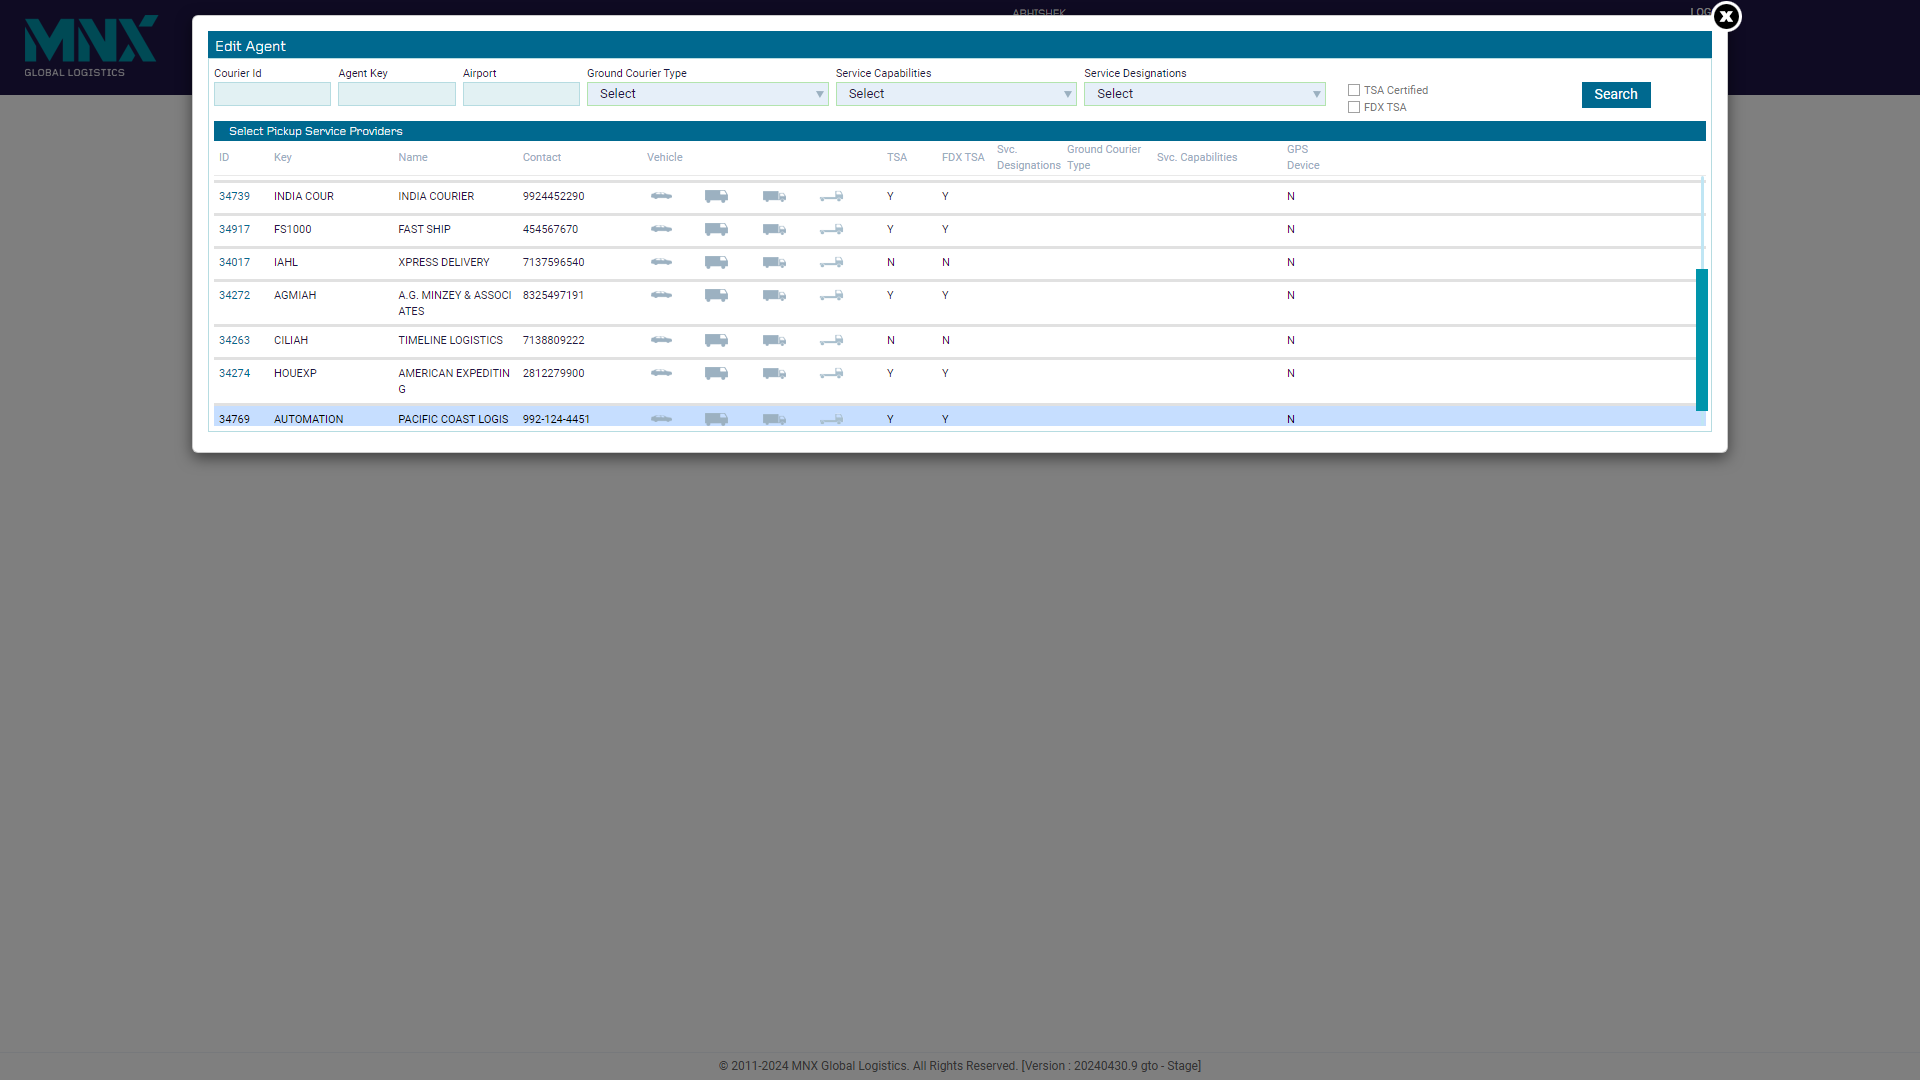 MNX
GLOBAL LOGISTICS
ABHISHEK
LOG
X
Edit Agent
Courier Id Agent Key Airport Ground Courier Type Service Capabilities Service Designations
Select Select Select
TSA Certified
FDX TSA
Search
Select Pickup Service Providers
ID Key Name Contact Vehicle TSA FDX TSA Svc. Designations Ground Courier Type Svc. Capabilities GPS Device
34739 INDIA COUR INDIA COURIER 9924452290 Y Y N
34917 FS1000 FAST SHIP 454567670 Y Y N
34017 IAHL XPRESS DELIVERY 7137596540 N N N
34272 AGMIAH A.G. MINZEY & ASSOCI 8325497191 Y Y N
ATES
34263 CILIAH TIMELINE LOGISTICS 7138809222 N N N
34274 HOUEXP AMERICAN EXPEDITIN 2812279900 Y Y N
G
34769 AUTOMATION PACIFIC COAST LOGIS 992-124-4451 Y Y N
© 2011-2024 MNX Global Logistics. All Rights Reserved. [Version : 20240430.9 gto - Stage]